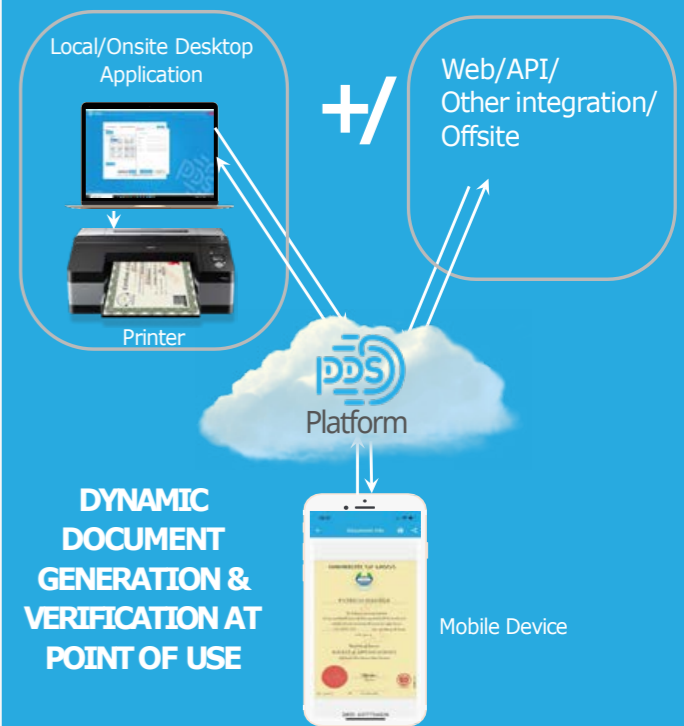 Local/Onsite Desktop
Application
Printer
+/
Web/API/
Other integration/
Offsite
PDS
Platform
DYNAMIC
DOCUMENT
GENERATION &
VERIFICATION AT
POINT OF USE
Mobile Device